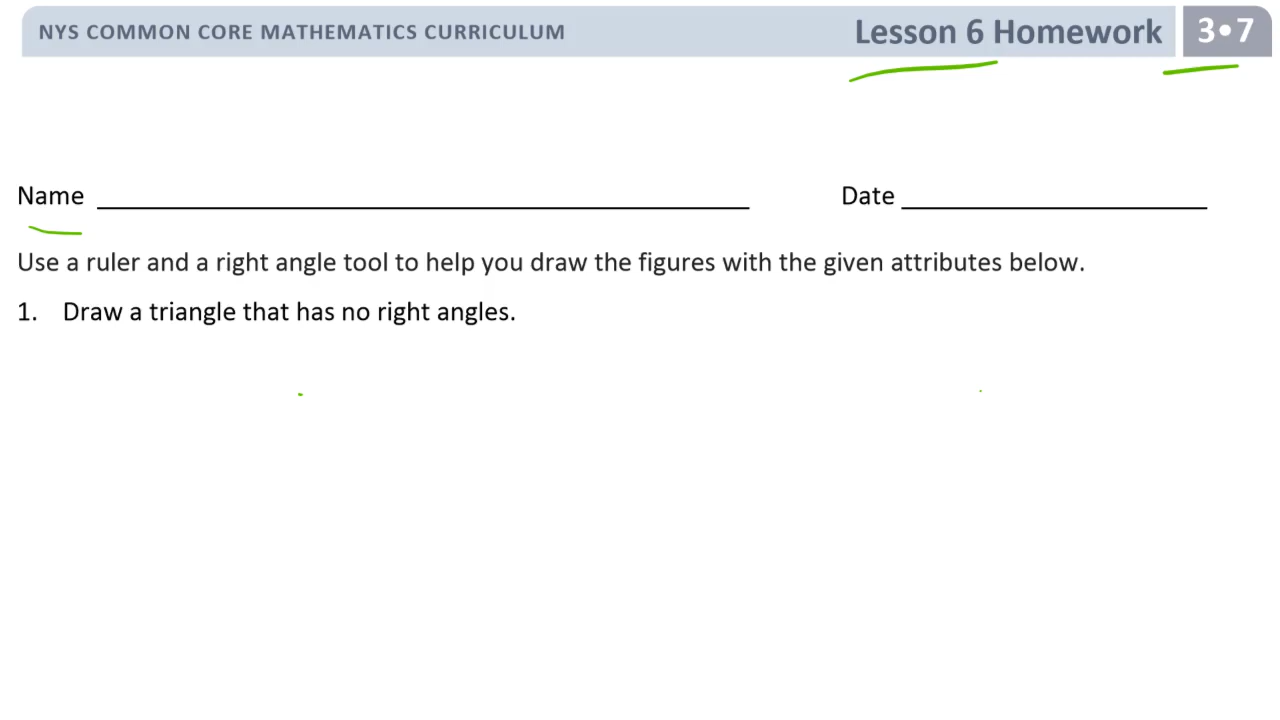 NYS COMMON CORE MATHEMATICS CURRICULUM
Lesson 6 Homework 3•7
Name Date
Use a ruler and a right angle tool to help you draw the figures with the given attributes below.
1. Draw a triangle that has no right angles.